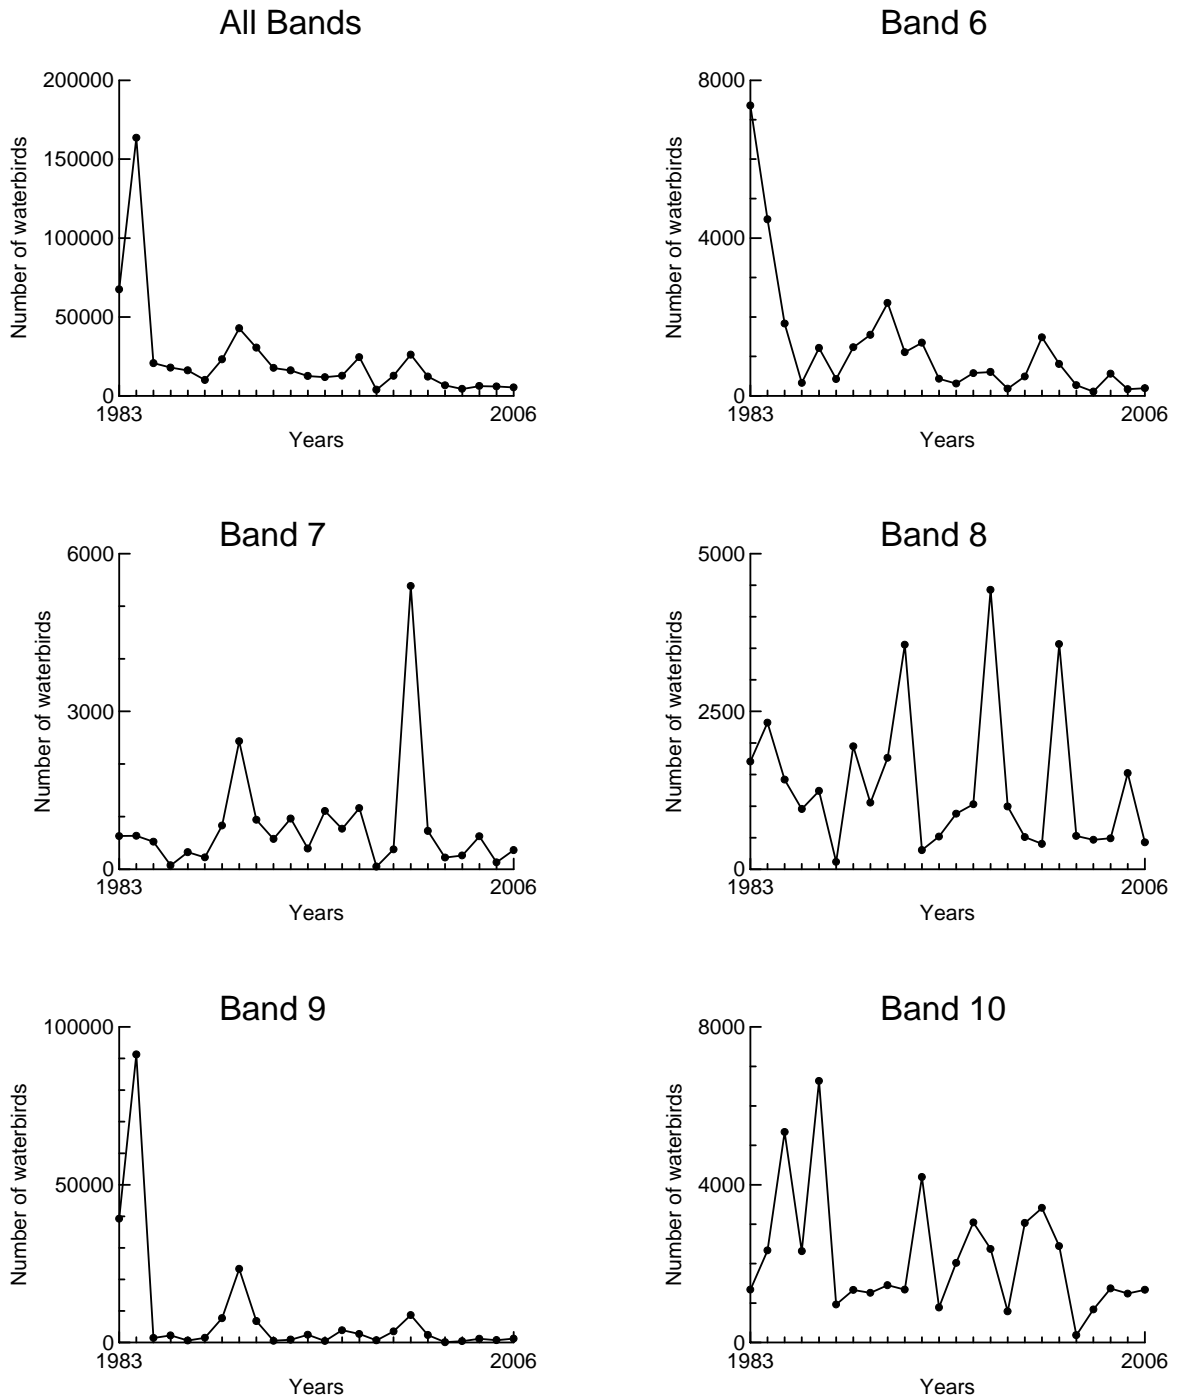 All Bands
Band 6
200000
150000
100000
50000
0
Number of waterbirds
1983
2006
Years
8000
4000
0
Number of waterbirds
1983
2006
Years
Band 7
Band 8
6000
3000
0
Number of waterbirds
1983
2006
Years
5000
2500
0
Number of waterbirds
1983
2006
Years
Band 9
Band 10
100000
50000
0
Number of waterbirds
1983
2006
Years
8000
4000
0
Number of waterbirds
1983
2006
Years